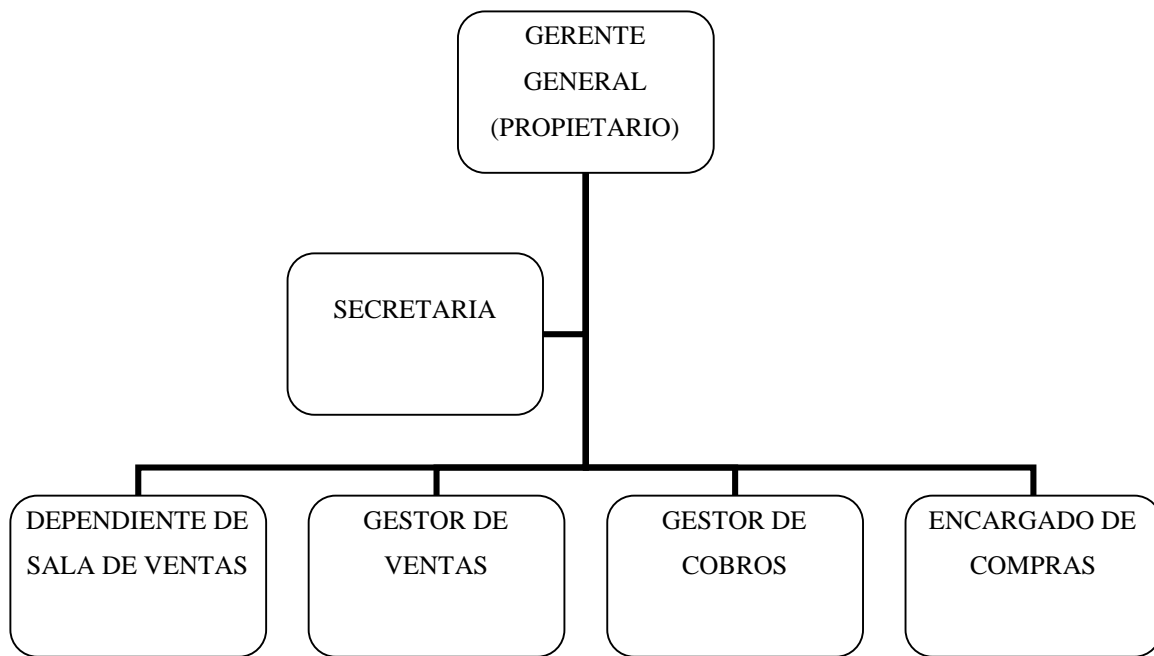 GERENTE
GENERAL
(PROPIETARIO)
SECRETARIA
DEPENDIENTE DE
SALA DE VENTAS
GESTOR DE
VENTAS
GESTOR DE
COBROS
ENCARGADO DE
COMPRAS